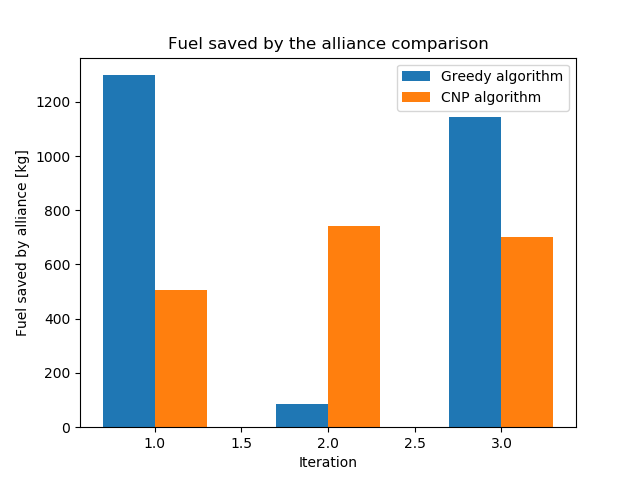 Fuel saved by the alliance comparison
Greedy algorithm
CNP algorithm
Fuel saved by alliance [kg]
1200
1000
800
600
400
200
0
1.0 1.5 2.0 2.5 3.0
Iteration